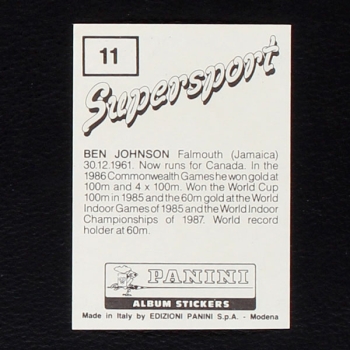 11
Supersport
BEN JOHNSON Falmouth (Jamaica)
30.12.1961. Now runs for Canada. In the
1986 Commonwealth Games he won gold at
100m and 4 x 100m. Won the World Cup
100m in 1985 and the 60m gold at the World
Indoor Games of 1985 and the World Indoor
Championships of 1987. World record
holder at 60m.
PANINI
ALBUM STICKERS
Made in Italy by EDIZIONI PANINI S.p.A. - Modena